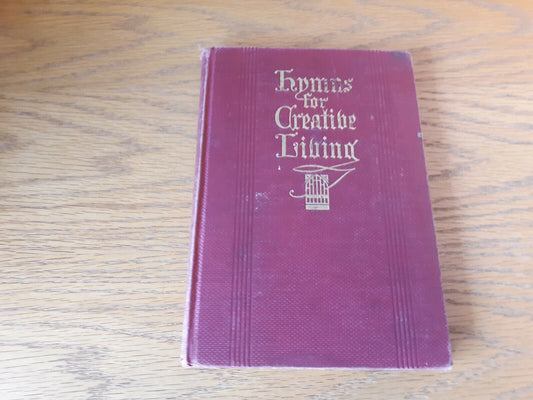 Hymns
for
Creative
Living